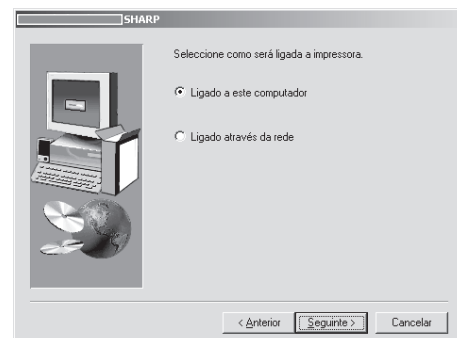 SHARP
Seleccione como será ligada a impressora.
Ligado a este computador
Ligado através da rede
< Anterior
Seguinte >
Cancelar